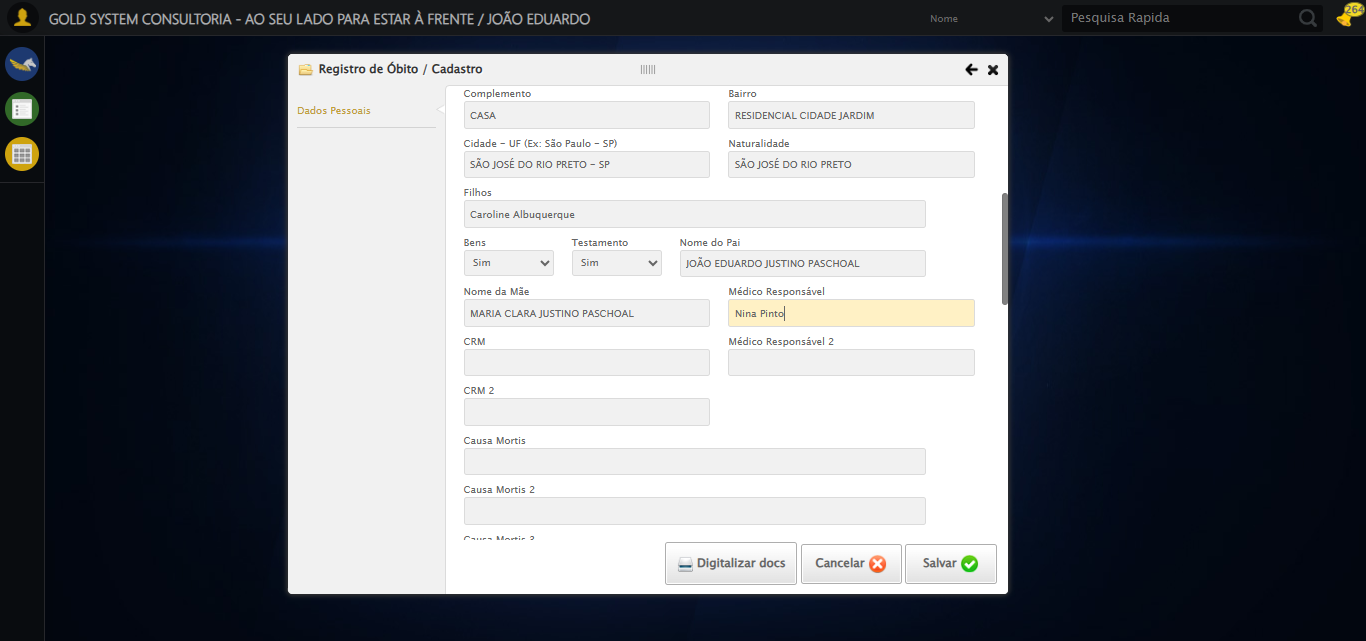 GOLD SYSTEM CONSULTORIA - AO SEU LADO PARA ESTAR À FRENTE / JOÃO EDUARDO
Nome
Pesquisa Rapida
264
Registro de Óbito / Cadastro
Dados Pessoais
Complemento
Bairro
CASA
RESIDENCIAL CIDADE JARDIM
Cidade - UF (Ex: São Paulo - SP)
Naturalidade
SÃO JOSÉ DO RIO PRETO - SP
SÃO JOSÉ DO RIO PRETO
Filhos
Caroline Albuquerque
Bens
Testamento
Nome do Pai
Sim
Sim
JOÃO EDUARDO JUSTINO PASCHOAL
Nome da Mãe
Médico Responsável
MARIA CLARA JUSTINO PASCHOAL
Nina Pinto
CRM
Médico Responsável 2
CRM 2
Causa Mortis
Causa Mortis 2
Causa Mortis 3
Digitalizar docs
Cancelar
Salvar